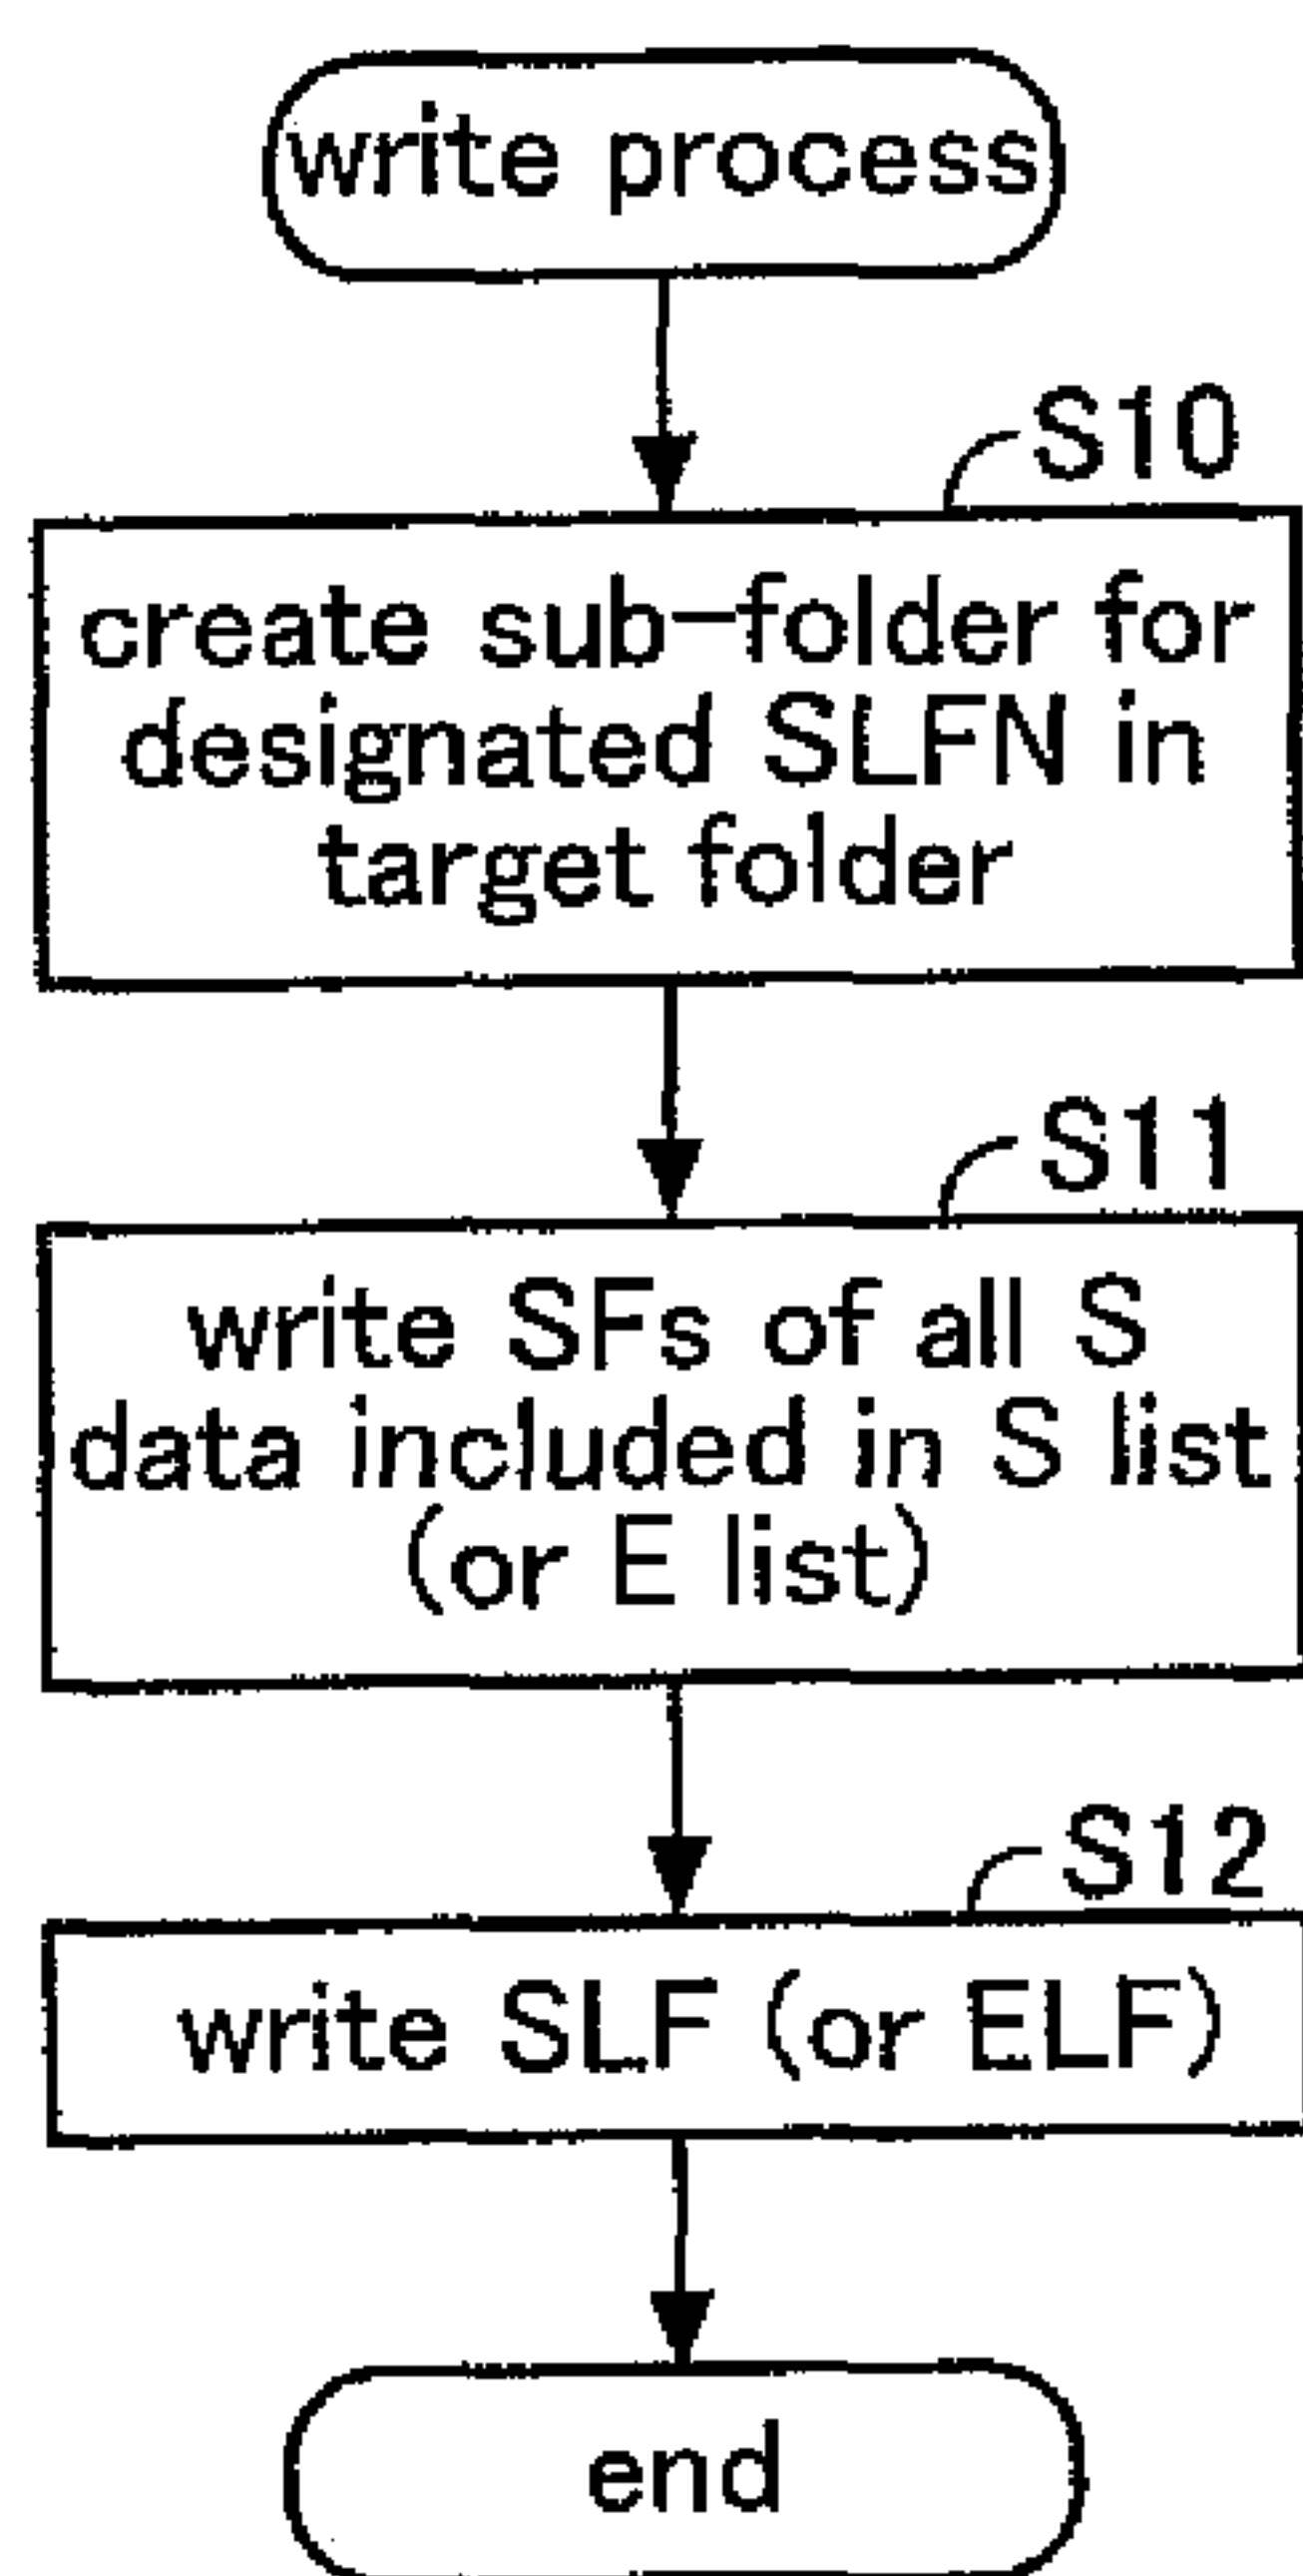 write process
S10
create sub-folder for
designated SLFN in
target folder
S11
write SFs of all S
data included in S list
(or E list)
S12
write SLF (or ELF)
end